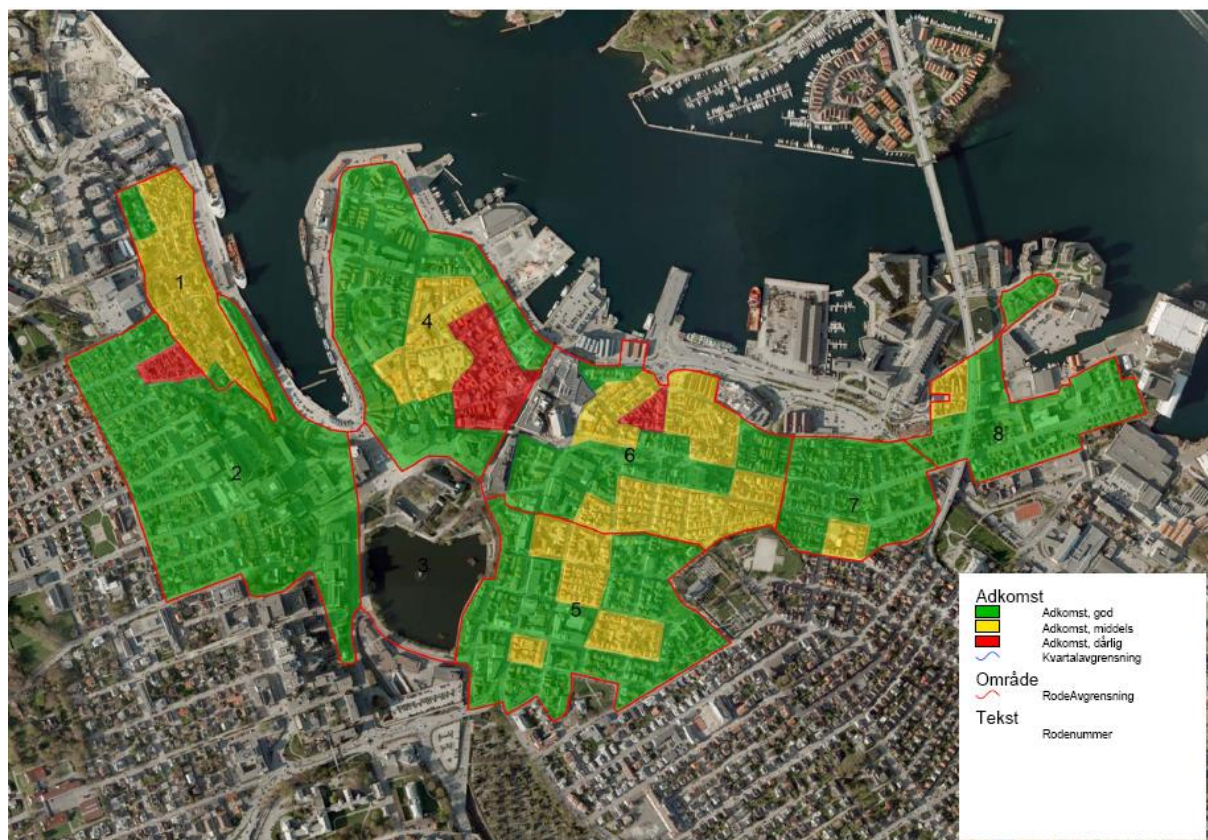 1
4
2
3
5
6
7
8
Adkomst
Adkomst, god
Adkomst, middels
Adkomst, dårlig
Kvartalavgrensning
Område
RodeAvgrensning
Tekst
Rodenummer